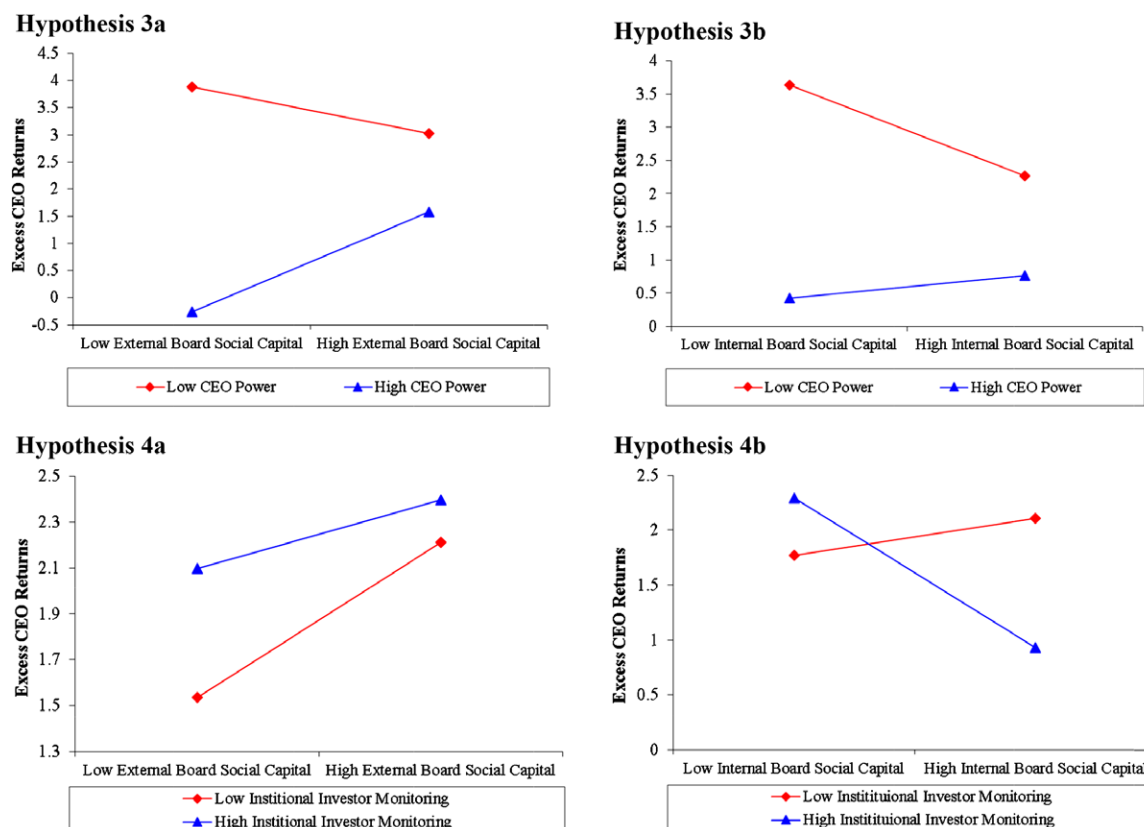 Hypothesis 3a
4.5
4
3.5
3
2.5
2
1.5
1
0.5
0
-0.5
Excess CEO Returns
Low External Board Social Capital High External Board Social Capital
Low CEO Power High CEO Power
Hypothesis 3b
4
3.5
3
2.5
2
1.5
1
0.5
0
Excess CEO Returns
Low Internal Board Social Capital High Internal Board Social Capital
Low CEO Power High CEO Power
Hypothesis 4a
2.5
2.3
2.1
1.9
1.7
1.5
1.3
Excess CEO Returns
Low External Board Social Capital High External Board Social Capital
Low Institional Investor Monitoring
High Institional Investor Monitoring
Hypothesis 4b
2.5
2
1.5
1
0.5
0
Excess CEO Returns
Low Internal Board Social Capital High Internal Board Social Capital
Low Instituional Investor Monitoring
High Instituional Investor Monitoring